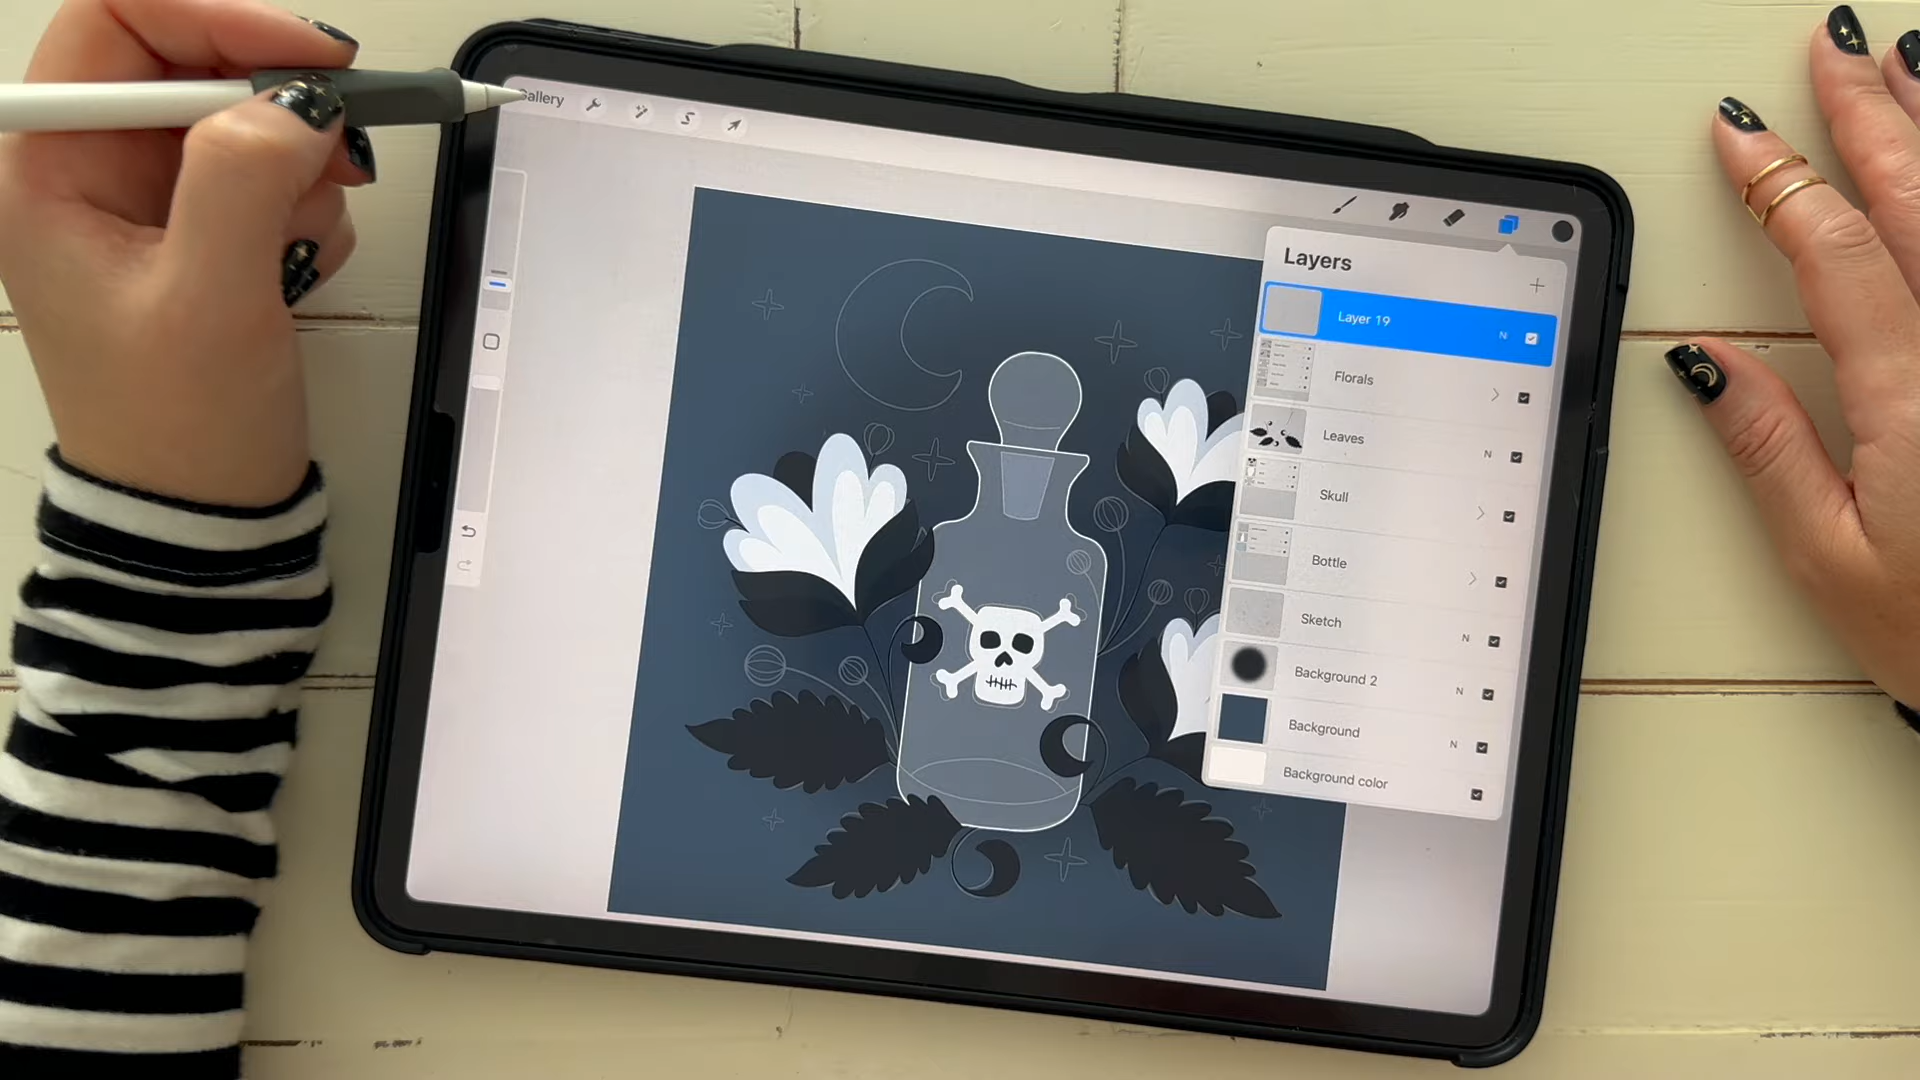 Gallery
Layers
Layer 19
N
Florals
Leaves
N
Skull
Bottle
Sketch
N
Background 2
N
Background
N
Background color